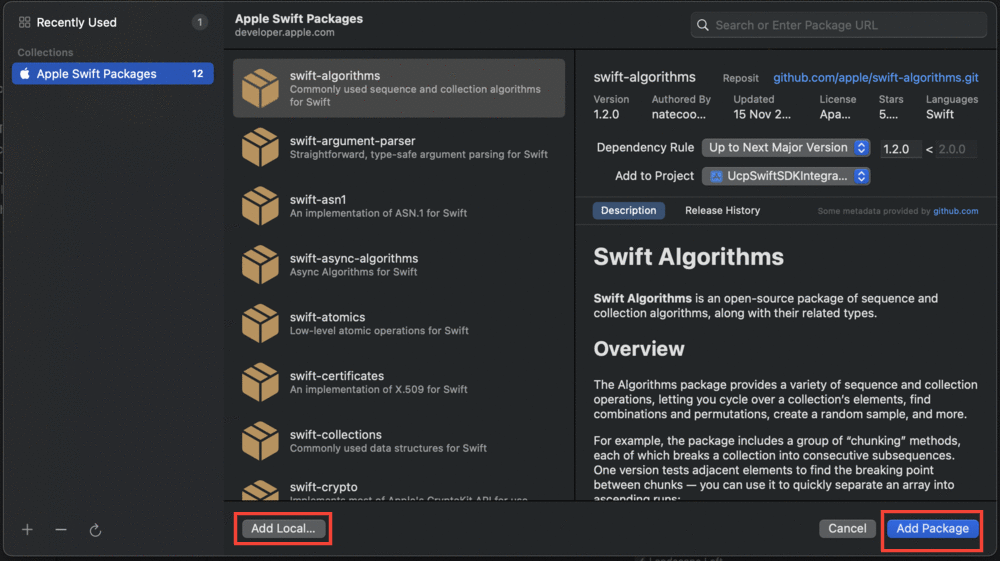 Recently Used
1
Collections
Apple Swift Packages
12
Apple Swift Packages
developer.apple.com
Search or Enter Package URL
swift-algorithms
Commonly used sequence and collection algorithms
for Swift
swift-argument-parser
Straightforward, type-safe argument parsing for Swift
swift-asn1
An implementation of ASN.1 for Swift
swift-async-algorithms
Async Algorithms for Swift
swift-atomics
Low-level atomic operations for Swift
swift-certificates
An implementation of X.509 for Swift
swift-collections
Commonly used data structures for Swift
swift-crypto
Implements most of Apple's CryptoKit API for use
swift-algorithms
Reposit
github.com/apple/swift-algorithms.git
Version
Authored By
Updated
License
Stars
Languages
1.2.0
natecoo...
15 Nov 2...
Apa...
5....
Swift
Dependency Rule
Up to Next Major Version
1.2.0
<
2.0.0
Add to Project
UcpSwiftSDKIntegra...
Description
Release History
Some metadata provided by github.com
Swift Algorithms
Swift Algorithms is an open-source package of sequence and
collection algorithms, along with their related types.
Overview
The Algorithms package provides a variety of sequence and collection
operations, letting you cycle over a collection's elements, find
combinations and permutations, create a random sample, and more.
For example, the package includes a group of “chunking” methods,
each of which breaks a collection into consecutive subsequences.
One version tests adjacent elements to find the breaking point
between chunks — you can use it to quickly separate an array into
ascending runs:
Add Local...
Cancel
Add Package